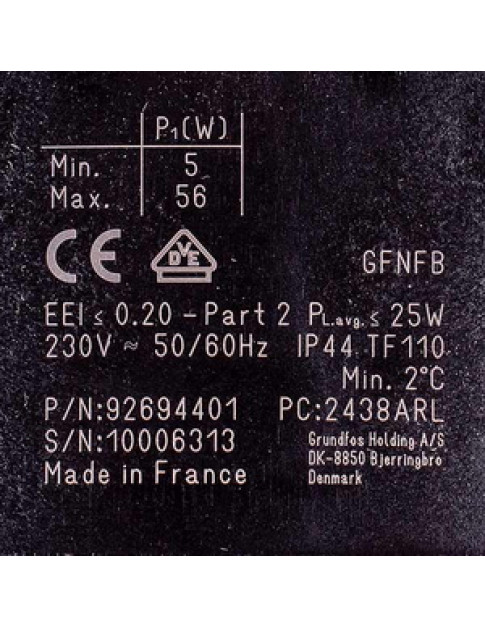 P₁(W)
Min. 5
Max. 56
CE VDE GFNFB
EEI ≤ 0.20 - Part 2 PL,avg. ≤ 25W
230V ~ 50/60Hz IP44 TF110
Min. 2°C
P/N:92694401 PC:2438ARL
S/N:10006313 Grundfos Holding A/S
DK-8850 Bjerringbro
Made in France Denmark